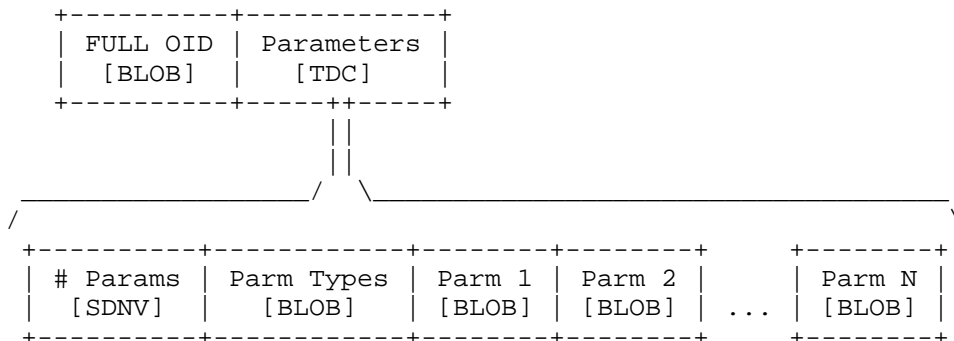 FULL OID Parameters
[BLOB] [TDC]
# Params Parm Types Parm 1 Parm 2 Parm N
[SDNV] [BLOB] [BLOB] [BLOB] ... [BLOB]